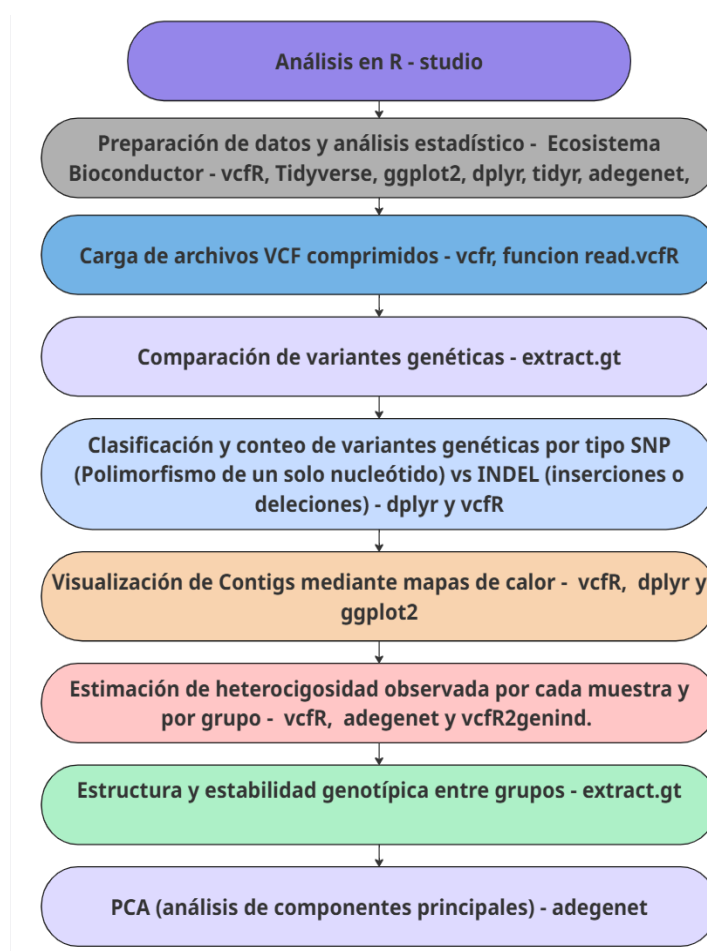 Análisis en R - studio
Preparación de datos y análisis estadístico -  Ecosistema
Bioconductor - vcfR, Tidyverse, ggplot2, dplyr, tidyr, adegenet,
Carga de archivos VCF comprimidos - vcfr, funcion read.vcfR
Comparación de variantes genéticas - extract.gt
Clasificación y conteo de variantes genéticas por tipo SNP
(Polimorfismo de un solo nucleótido) vs INDEL (inserciones o
deleciones) - dplyr y vcfR
Visualización de Contigs mediante mapas de calor -  vcfR,  dplyr y
ggplot2
Estimación de heterocigosidad observada por cada muestra y
por grupo -  vcfR,  adegenet y vcfR2genind.
Estructura y estabilidad genotípica entre grupos - extract.gt
PCA (análisis de componentes principales) - adegenet